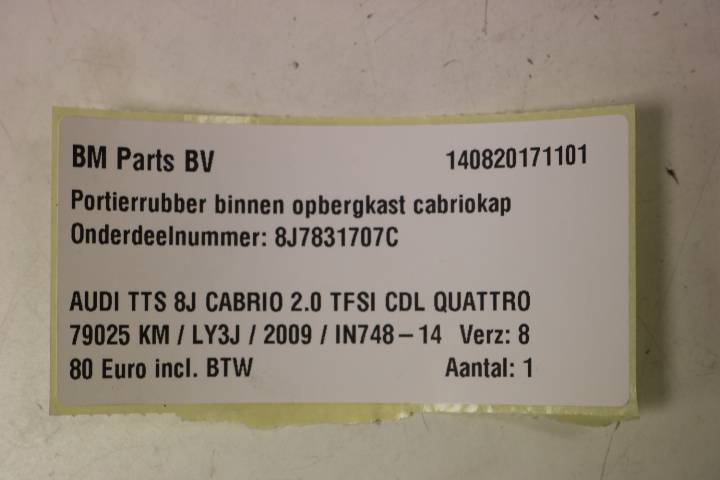 BM Parts BV 140820171101
Portierrubber binnen opbergkast cabriokap
Onderdeelnummer: 8J7831707C
AUDI TTS 8J CABRIO 2.0 TFSI CDL QUATTRO
79025 KM / LY3J / 2009 / IN748-14 Verz: 8
80 Euro incl. BTW Aantal: 1